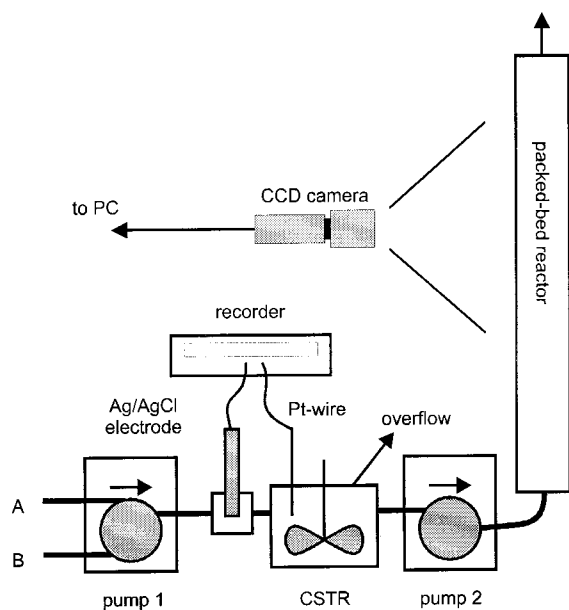 packed-bed reactor
CCD camera
to PC
recorder
Ag/AgCl
electrode
Pt-wire
overflow
A
B
pump 1
CSTR
pump 2